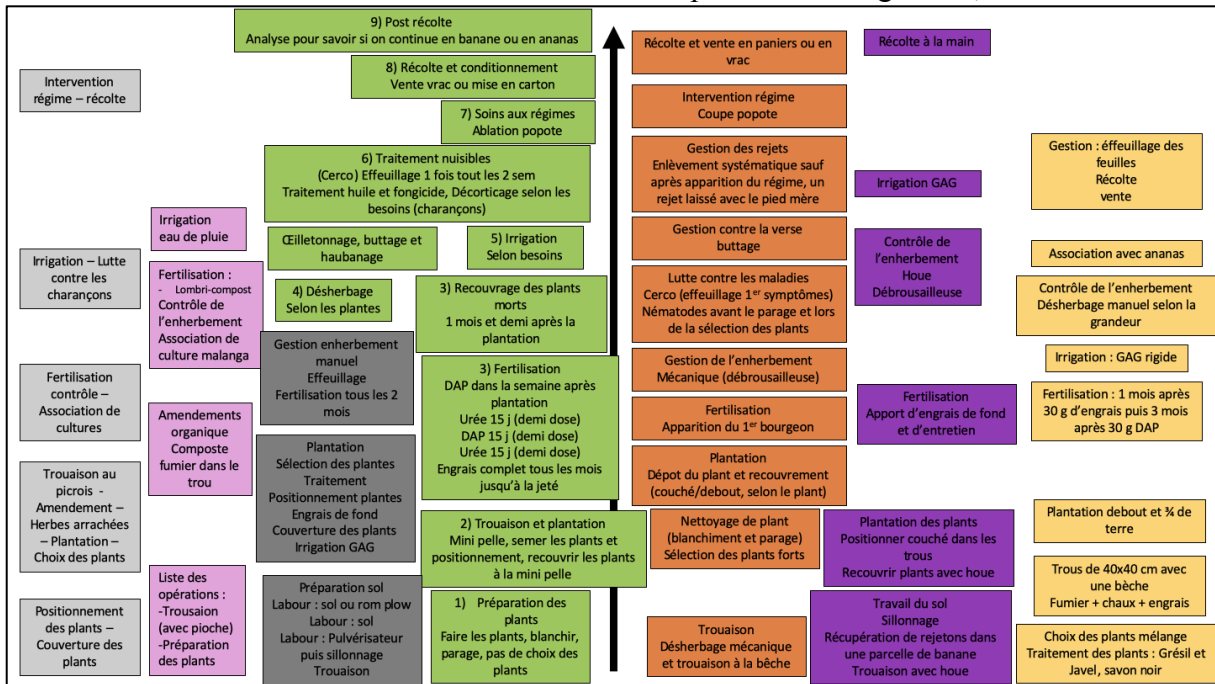 Intervention
régime – récolte
Irrigation – Lutte
contre les
charançons
Fertilisation
contrôle –
Association de
cultures
Trouaison au
picrois -
Amendement –
Herbes arrachées
– Plantation –
Choix des plants
Positionnement
des plants –
Couverture des
plants
Irrigation
eau de pluie
Fertilisation :
- Lombri-compost
Contrôle de
l'enherbement
Association de
culture malanga
Amendements
organique
Composte
fumier dans le
trou
Liste des
opérations :
-Trousaion
(avec pioche)
-Préparation
des plants
Gestion enherbement
manuel
Effeuillage
Fertilisation tous les 2
mois
Plantation
Sélection des plantes
Traitement
Positionnement plantes
Engrais de fond
Couverture des plants
Irrigation GAG
Préparation sol
Labour : sol ou rom plow
Labour : sol
Labour : Pulvérisateur
puis sillonnage
Trouaison
9) Post récolte
Analyse pour savoir si on continue en banane ou en ananas
8) Récolte et conditionnement
Vente vrac ou mise en carton
7) Soins aux régimes
Ablation popote
6) Traitement nuisibles
(Cerco) Effeuillage 1 fois tout les 2 sem
Traitement huile et fongicide, Décorticage selon les
besoins (charançons)
Œilletonnage, buttage et
haubanage
5) Irrigation
Selon besoins
4) Désherbage
Selon les plantes
3) Recouvrage des plants
morts
1 mois et demi après la
plantation
3) Fertilisation
DAP dans la semaine après
plantation
Urée 15 j (demi dose)
DAP 15 j (demi dose)
Urée 15 j (demi dose)
Engrais complet tous les mois
jusqu'à la jeté
2) Trouaison et plantation
Mini pelle, semer les plants et
positionnement, recouvrir les plants
à la mini pelle
1) Préparation des
plants
Faire les plants, blanchir,
parage, pas de choix des
plants
Récolte et vente en paniers ou en
vrac
Intervention régime
Coupe popote
Gestion des rejets
Enlèvement systématique sauf
après apparition du régime, un
rejet laissé avec le pied mère
Gestion contre la verse
buttage
Lutte contre les maladies
Cerco (effeuillage 1er symptômes)
Nématodes avant le parage et lors
de la sélection des plants
Gestion de l'enherbement
Mécanique (débrousailleuse)
Fertilisation
Apparition du 1er bourgeon
Plantation
Dépot du plant et recouvrement
(couché/debout, selon le plant)
Nettoyage de plant
(blanchiment et parage)
Sélection des plants forts
Trouaison
Désherbage mécanique
et trouaison à la bêche
Récolte à la main
Irrigation GAG
Contrôle de
l'enherbement
Houe
Débrousailleuse
Fertilisation
Apport d'engrais de fond
et d'entretien
Plantation des plants
Positionner couché dans les
trous
Recouvrir plants avec houe
Travail du sol
Sillonnage
Récupération de rejetons dans
une parcelle de banane
Trouaison avec houe
Gestion : éffeuillage des
feuilles
Récolte
vente
Association avec ananas
Contrôle de l'enherbement
Désherbage manuel selon la
grandeur
Irrigation : GAG rigide
Fertilisation : 1 mois après
30 g d'engrais puis 3 mois
après 30 g DAP
Plantation debout et ¾ de
terre
Trous de 40x40 cm avec
une bèche
Fumier + chaux + engrais
Choix des plants mélange
Traitement des plants : Grésil et
Javel, savon noir